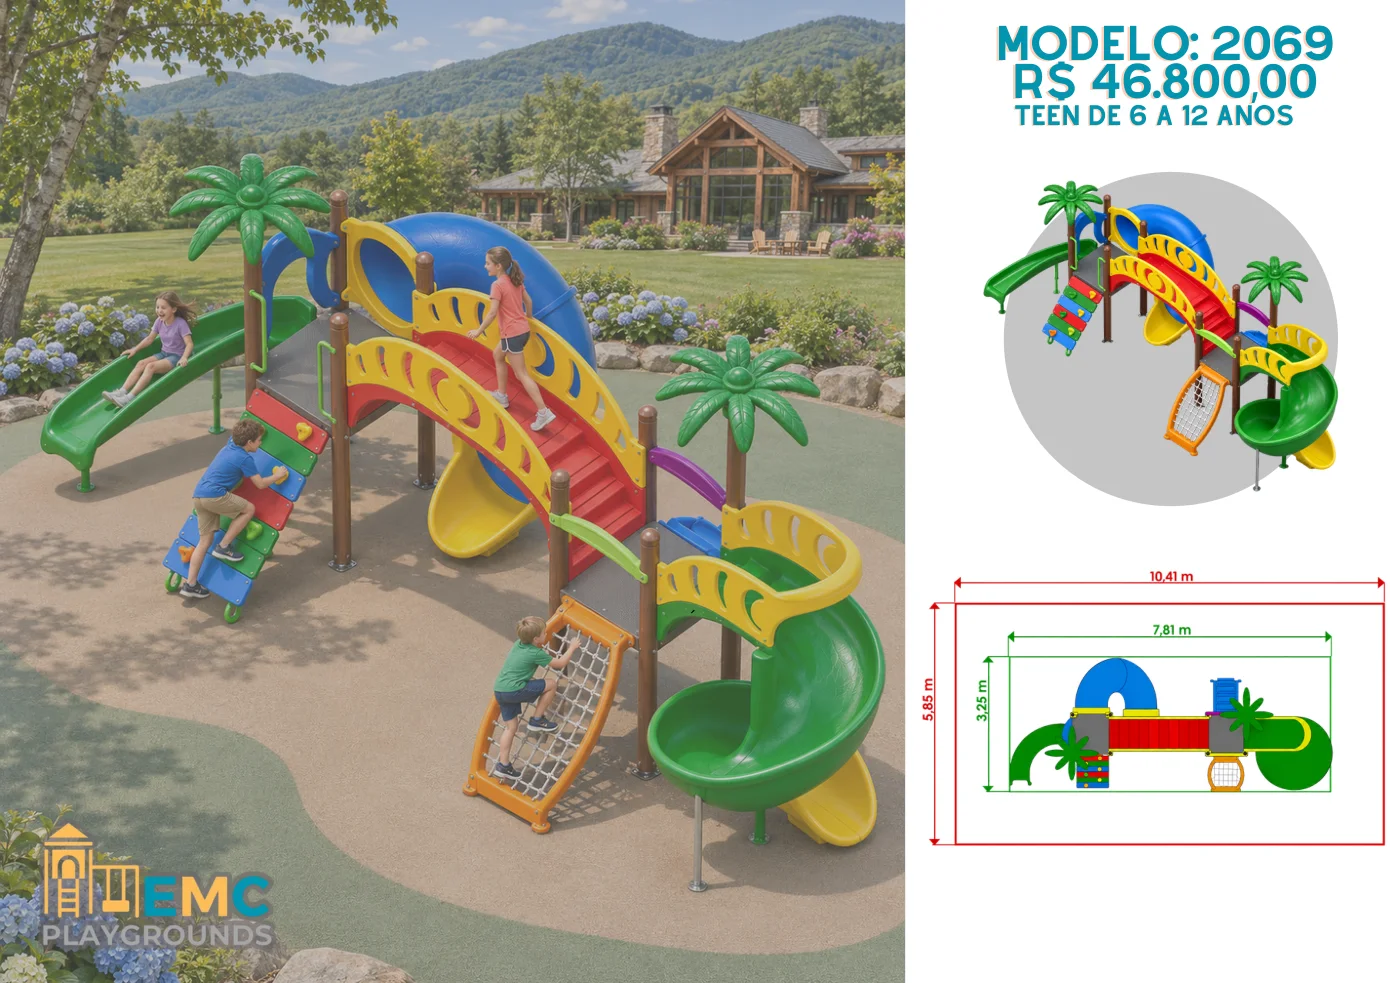 MODELO: 2069
R$ 46.800,00
TEEN DE 6 A 12 ANOS
10,41 m
7,81 m
5,85 m
3,25 m
EMC
PLAYGROUNDS